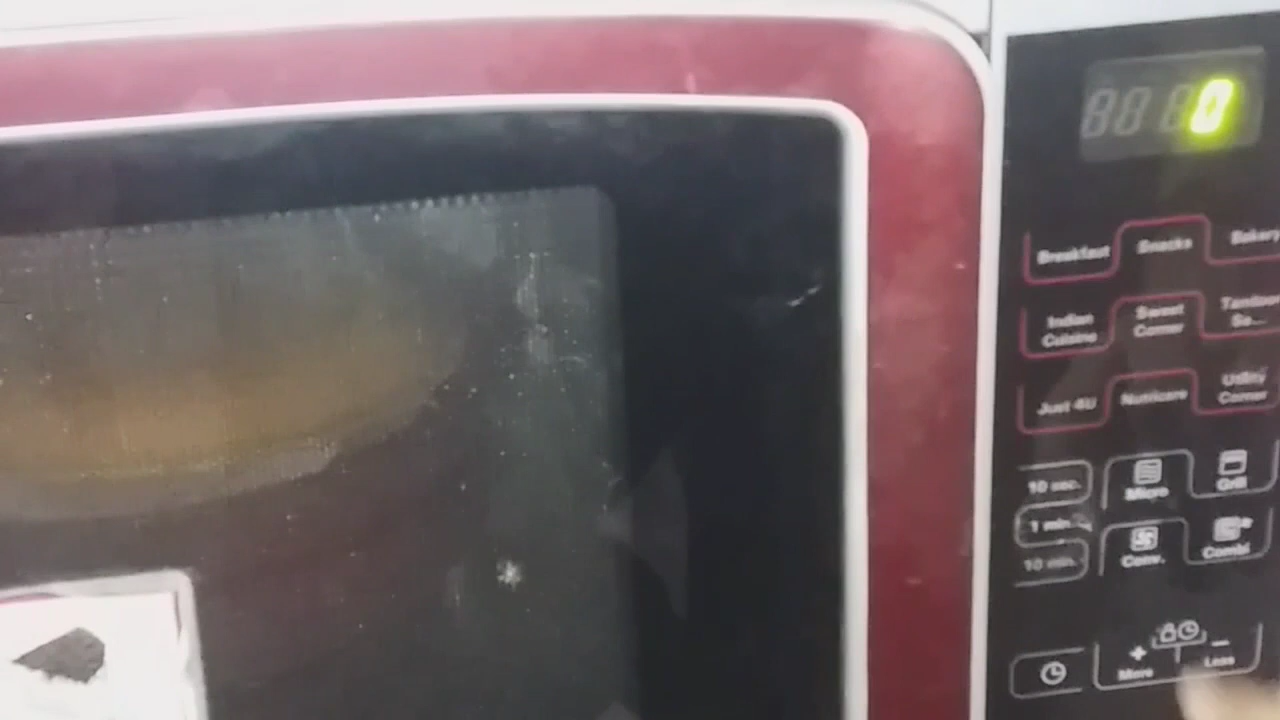 0
Breakfast Snacks Bakery
Indian Cuisine Sweet Corner
Just 4U Nutricare Utility Corner
10 sec. Micro Grill
1 min.
10 min. Conv. Combi
+ More − Less